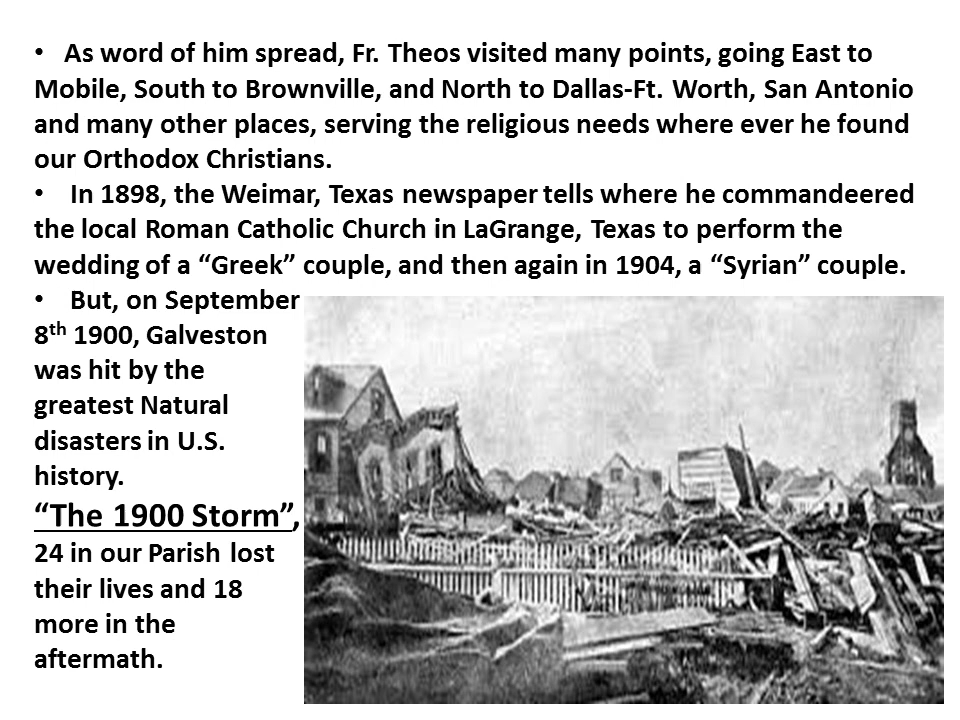 • As word of him spread, Fr. Theos visited many points, going East to
Mobile, South to Brownville, and North to Dallas-Ft. Worth, San Antonio
and many other places, serving the religious needs where ever he found
our Orthodox Christians.
• In 1898, the Weimar, Texas newspaper tells where he commandeered
the local Roman Catholic Church in LaGrange, Texas to perform the
wedding of a “Greek” couple, and then again in 1904, a “Syrian” couple.
• But, on September
8th 1900, Galveston
was hit by the
greatest Natural
disasters in U.S.
history.
“The 1900 Storm”,
24 in our Parish lost
their lives and 18
more in the
aftermath.